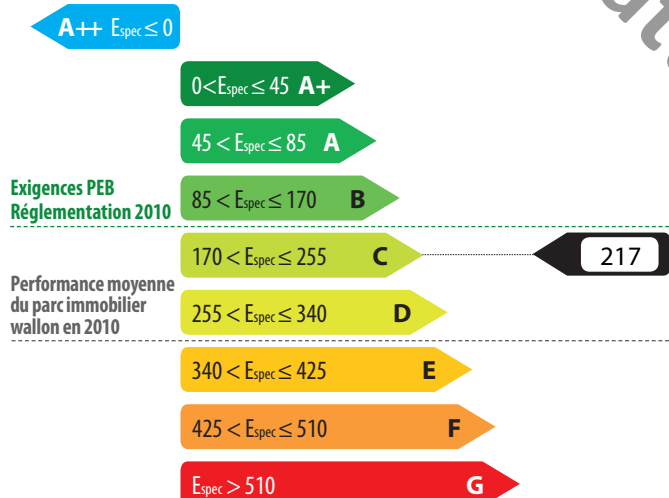 A++ Espec ≤ 0
0<Espec ≤ 45 A+
45 < Espec ≤ 85 A
Exigences PEB
Réglementation 2010
85 < Espec ≤ 170 B
170 < Espec ≤ 255 C
217
Performance moyenne
du parc immobilier
wallon en 2010
255 < Espec ≤ 340 D
340 < Espec ≤ 425 E
425 < Espec ≤ 510 F
Espec > 510 G